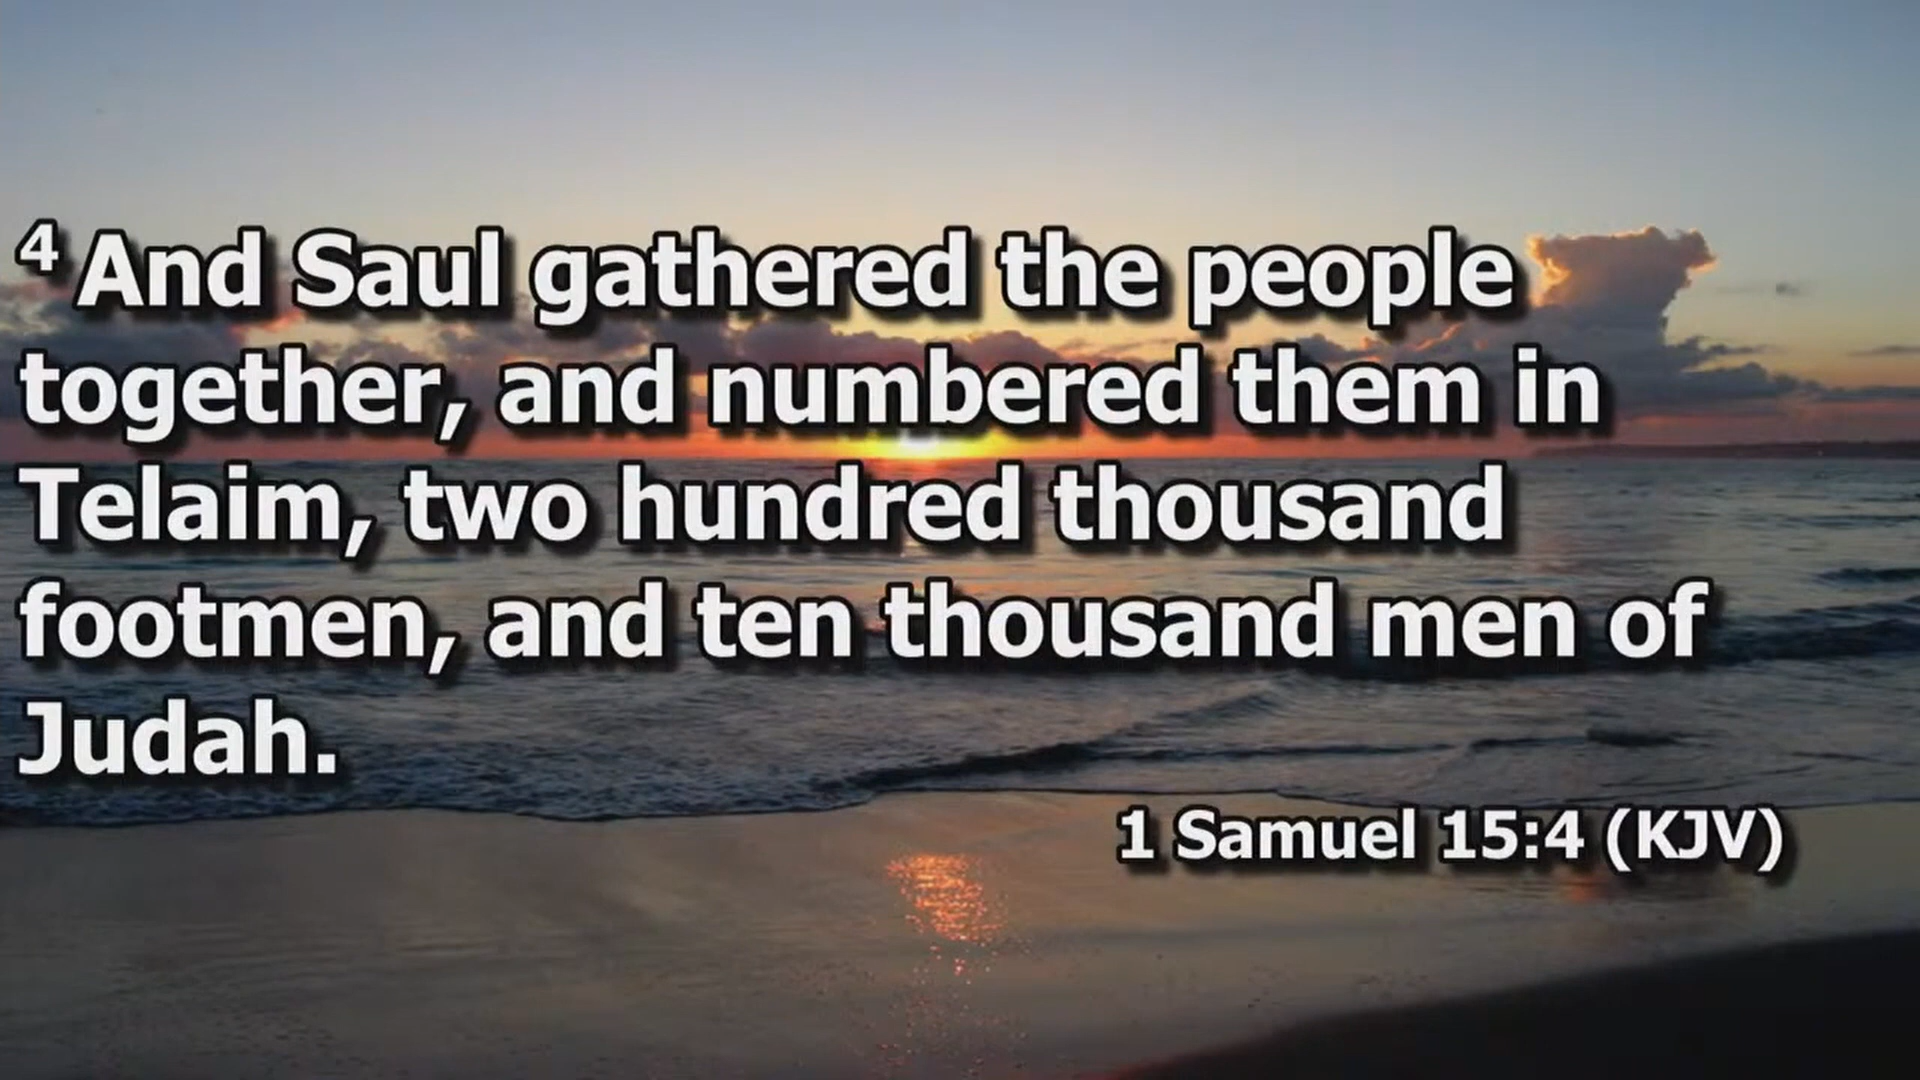 4 And Saul gathered the people
together, and numbered them in
Telaim, two hundred thousand
footmen, and ten thousand men of
Judah.
1 Samuel 15:4 (KJV)